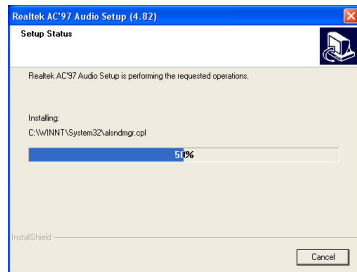 Realtek AC'97 Audio Setup (4.82)
Setup Status
Realtek AC'97 Audio Setup is performing the requested operations.
Installing:
C:\WINNT\System32\alsndmgr.cpl
50%
InstallShield
Cancel